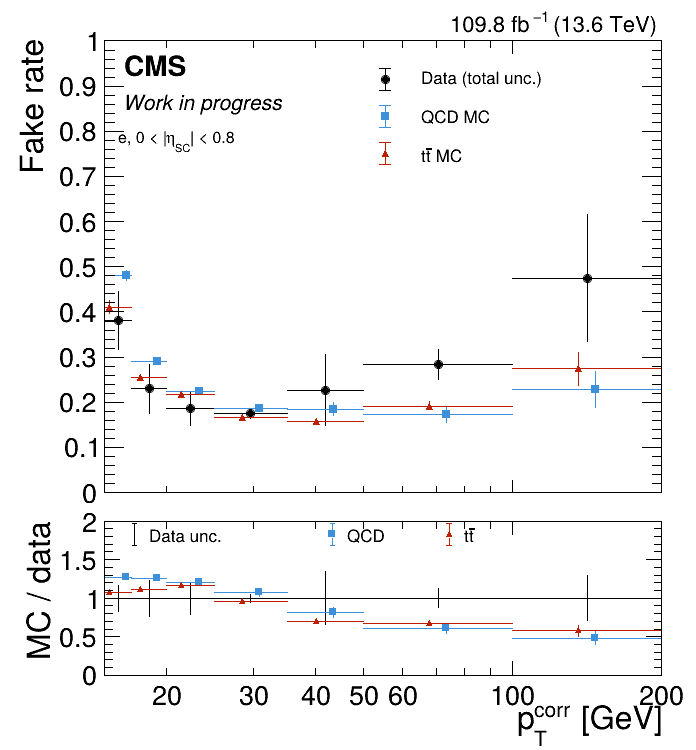 109.8 fb⁻¹ (13.6 TeV)
Fake rate
CMS
Work in progress
e, 0 < |η_SC| < 0.8
Data (total unc.)
QCD MC
tt̄ MC
1
0.9
0.8
0.7
0.6
0.5
0.4
0.3
0.2
0.1
0
MC / data
Data unc.
QCD
tt̄
2
1.5
1
0.5
0
20 30 40 50 60 100 200
p_T^corr [GeV]